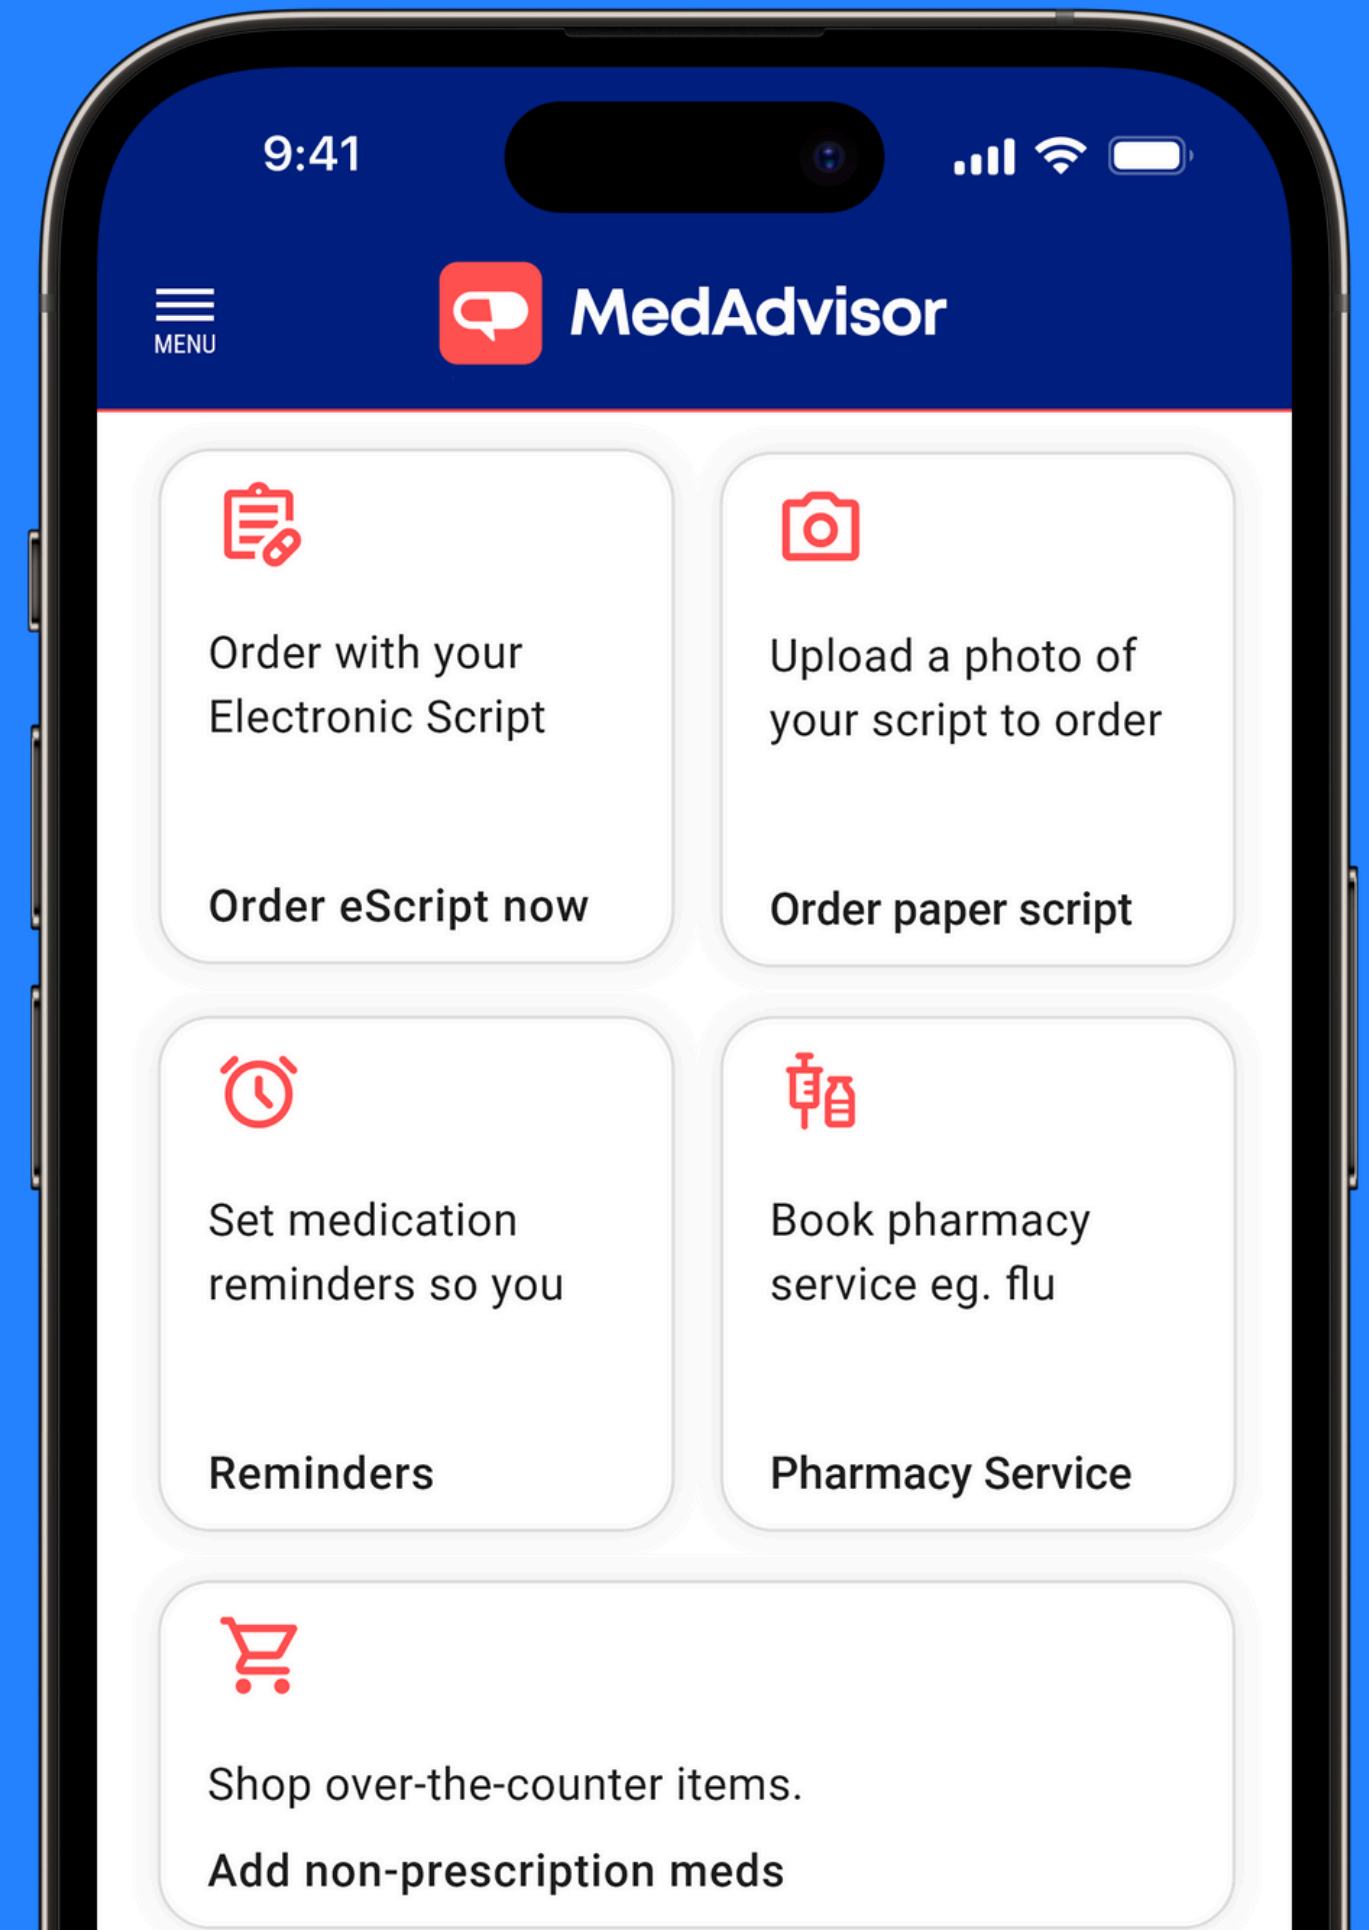 9:41
MENU
MedAdvisor
Order with your
Electronic Script
Order eScript now
Upload a photo of
your script to order
Order paper script
Set medication
reminders so you
Reminders
Book pharmacy
service eg. flu
Pharmacy Service
Shop over-the-counter items.
Add non-prescription meds